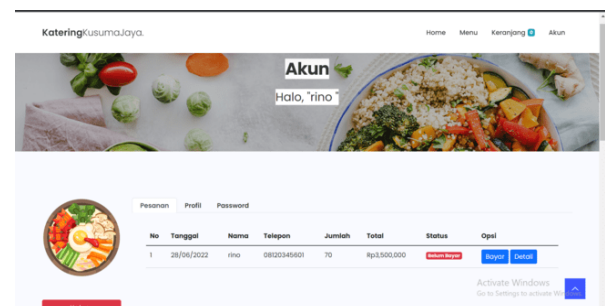 KateringKusumaJaya.
Home Menu Keranjang 0 Akun
Akun
Halo, "rino "
Pesanan Profil Password
No Tanggal Nama Telepon Jumlah Total Status Opsi
1 28/06/2022 rino 08120345601 70 Rp3,500,000 Belum Bayar Bayar Detail
Activate Windows
Go to Settings to activate Windows.